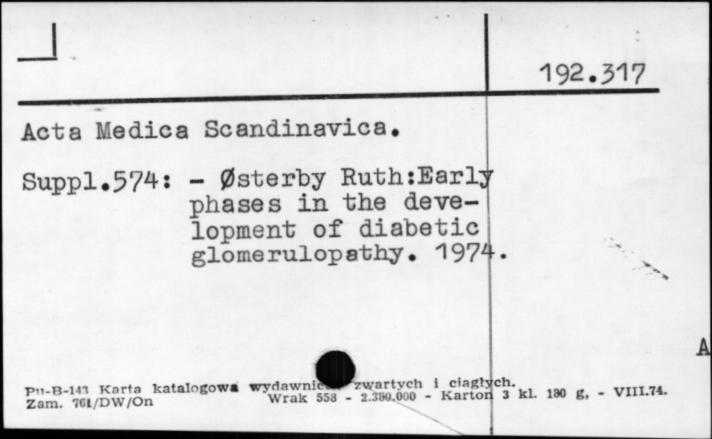 192.317
Acta Medica Scandinavica.
Suppl.574: - Østerby Ruth:Early
phases in the deve-
lopment of diabetic
glomerulopathy. 1974.
A
Pu-B-143 Karta katalogowa zwartych i ciągłych.
Zam. 761/DW/On Wrak 558 - 2.380.000 - Karton 3 kl. 180 g, - VIII.74.